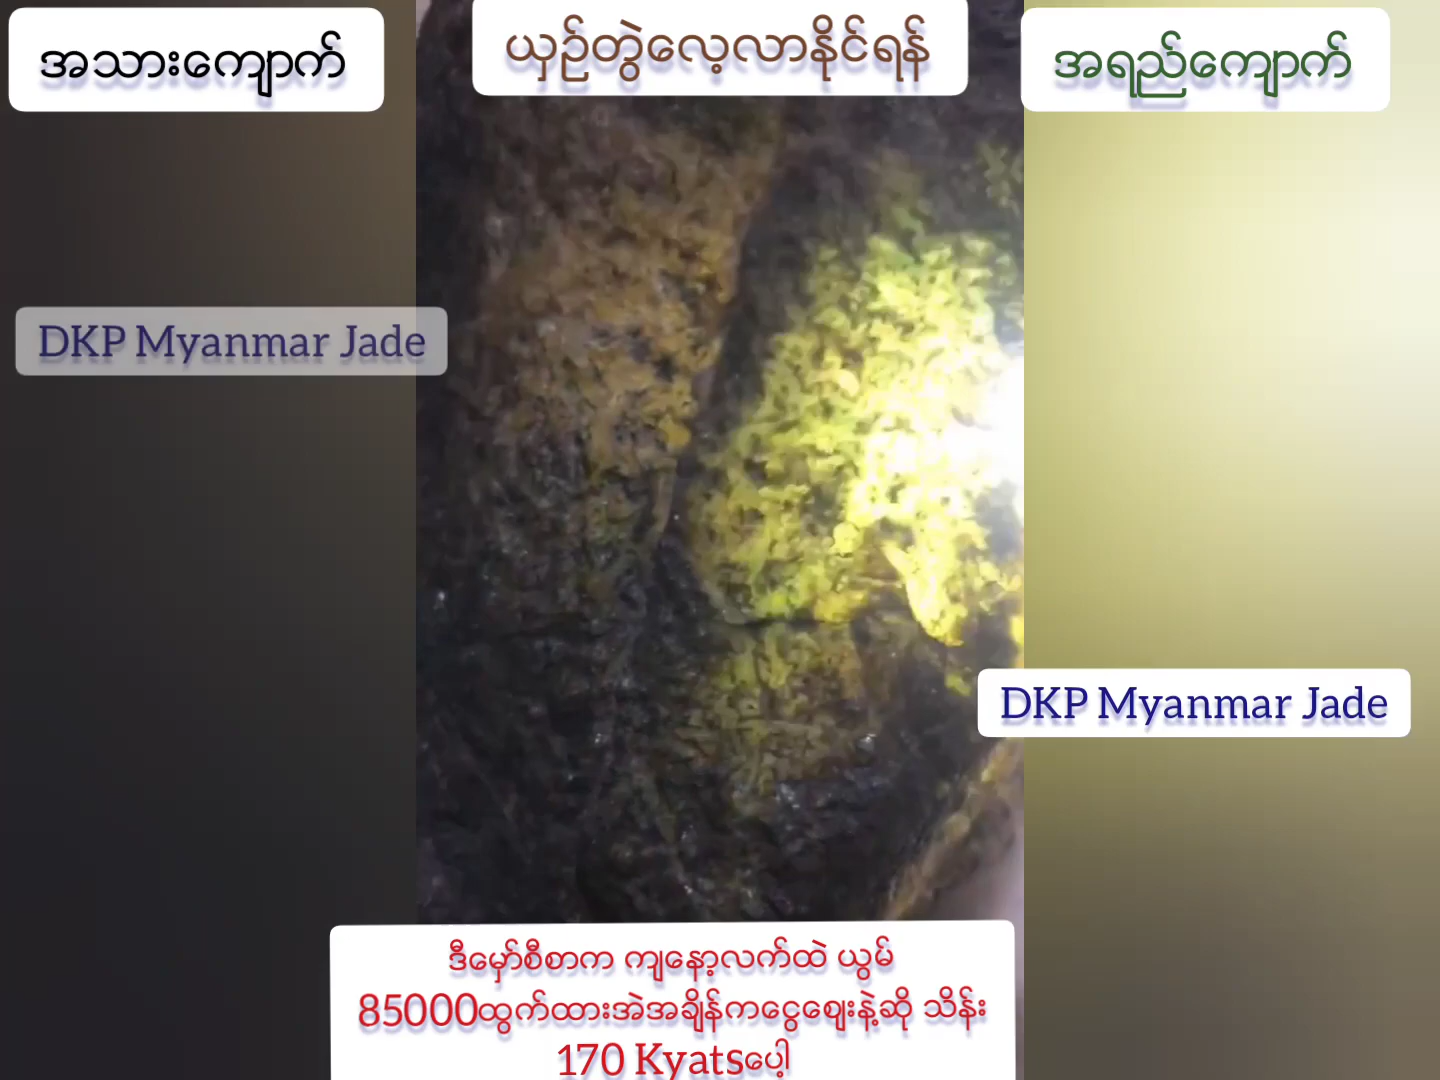 အသားကျောက်
ယှဉ်တွဲလေ့လာနိုင်ရန်
အရည်ကျောက်
DKP Myanmar Jade
DKP Myanmar Jade
ဒီမှော်စီစာက ကျနော့လက်ထဲ ယွမ်
85000ထွက်ထားအဲအချိန်ကငွေစျေးနဲ့ဆို သိန်း
170 Kyatsပေါ့